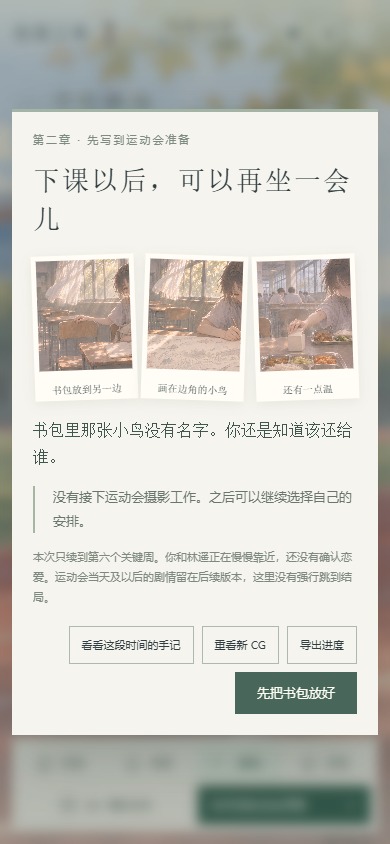 第二章 · 先写到运动会准备
下课以后，可以再坐一会
儿
书包放到另一边
画在边角的小鸟
还有一点温
书包里那张小鸟没有名字。你还是知道该还给
谁。
没有接下运动会摄影工作。之后可以继续选择自己的
安排。
本次只续到第六个关键周。你和林遥正在慢慢靠近，还没有确认恋
爱。运动会当天及以后的剧情留在后续版本，这里没有强行跳到结
局。
看看这段时间的手记
重看新 CG
导出进度
先把书包放好